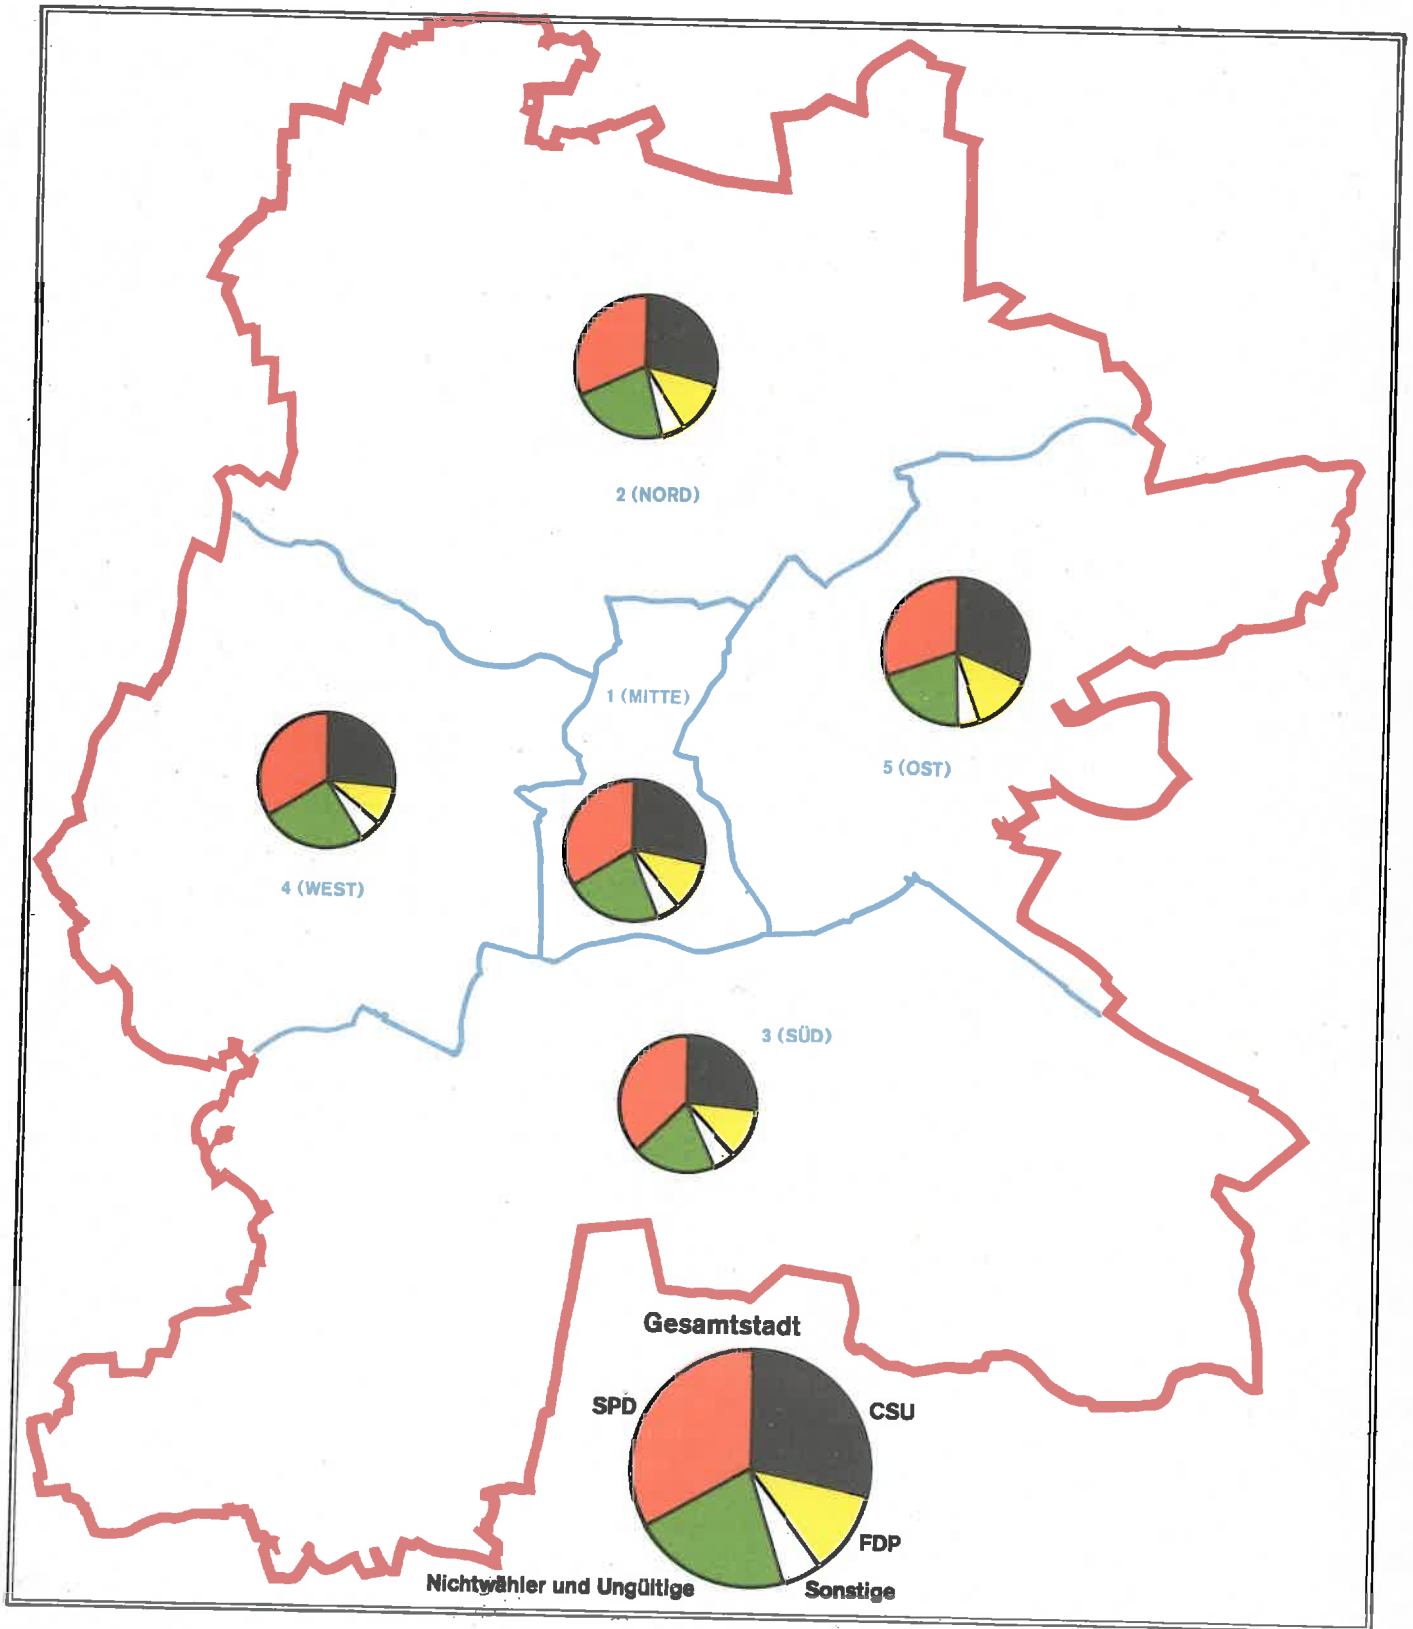 2 (NORD)
1 (MITTE)
5 (OST)
4 (WEST)
3 (SÜD)
Gesamtstadt
SPD
CSU
FDP
Nichtwähler und Ungültige
Sonstige